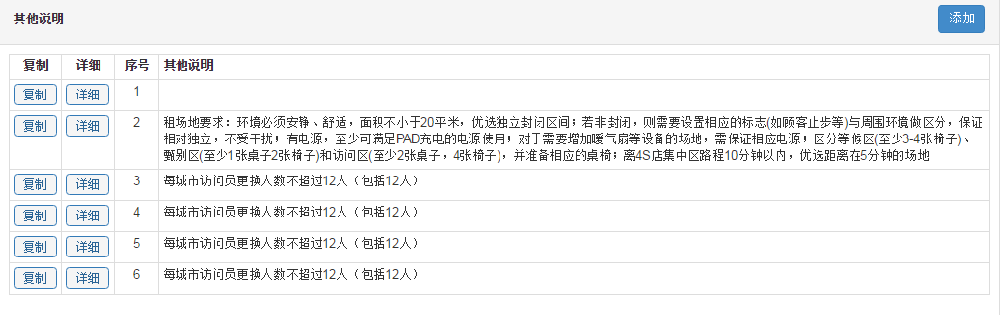 其他说明
添加
复制 详细 序号 其他说明
复制 详细 1
复制 详细 2 租场地要求：环境必须安静、舒适，面积不小于20平米，优选独立封闭区间；若非封闭，则需要设置相应的标志(如顾客止步等)与周围环境做区分，保证
相对独立，不受干扰；有电源，至少可满足PAD充电的电源使用；对于需要增加暖气扇等设备的场地，需保证相应电源；区分等候区(至少3-4张椅子)、
甄别区(至少1张桌子2张椅子)和访问区(至少2张桌子，4张椅子)，并准备相应的桌椅；离4S店集中区路程10分钟以内，优选距离在5分钟的场地
复制 详细 3 每城市访问员更换人数不超过12人（包括12人）
复制 详细 4 每城市访问员更换人数不超过12人（包括12人）
复制 详细 5 每城市访问员更换人数不超过12人（包括12人）
复制 详细 6 每城市访问员更换人数不超过12人（包括12人）